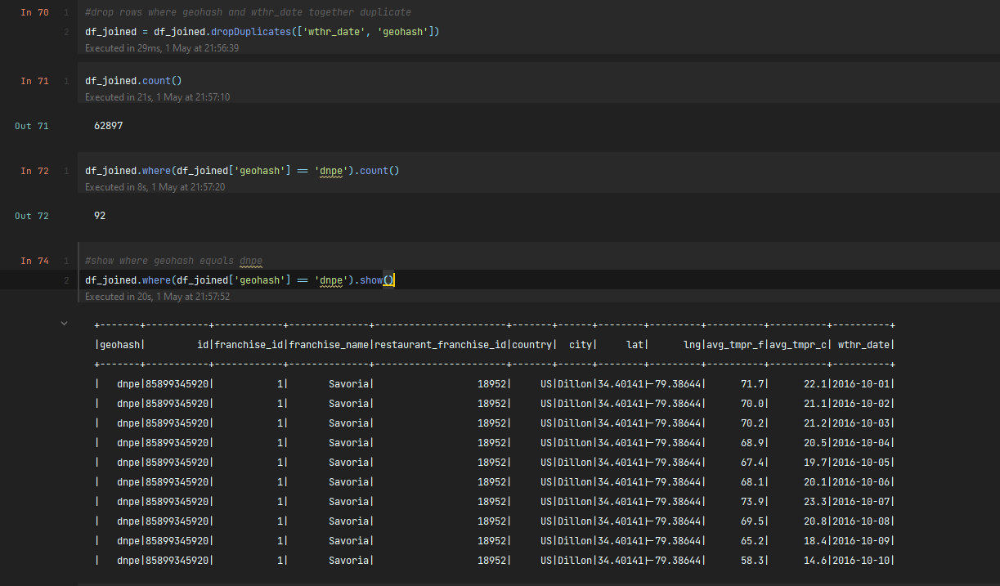 In 70 1 #drop rows where geohash and wthr_date together duplicate
2 df_joined = df_joined.dropDuplicates(['wthr_date', 'geohash'])
Executed in 29ms, 1 May at 21:56:39
In 71 1 df_joined.count()
Executed in 21s, 1 May at 21:57:10
Out 71 62897
In 72 1 df_joined.where(df_joined['geohash'] == 'dnpe').count()
Executed in 8s, 1 May at 21:57:20
Out 72 92
In 74 1 #show where geohash equals dnpe
2 df_joined.where(df_joined['geohash'] == 'dnpe').show()
Executed in 20s, 1 May at 21:57:52
+-------+-----------+------------+--------------+-----------------------+-------+------+--------+---------+----------+----------+----------+
|geohash|         id|franchise_id|franchise_name|restaurant_franchise_id|country|  city|     lat|      lng|avg_tmpr_f|avg_tmpr_c| wthr_date|
+-------+-----------+------------+--------------+-----------------------+-------+------+--------+---------+----------+----------+----------+
|   dnpe|85899345920|           1|       Savoria|                  18952|     US|Dillon|34.40141|-79.38644|      71.7|      22.1|2016-10-01|
|   dnpe|85899345920|           1|       Savoria|                  18952|     US|Dillon|34.40141|-79.38644|      70.0|      21.1|2016-10-02|
|   dnpe|85899345920|           1|       Savoria|                  18952|     US|Dillon|34.40141|-79.38644|      70.2|      21.2|2016-10-03|
|   dnpe|85899345920|           1|       Savoria|                  18952|     US|Dillon|34.40141|-79.38644|      68.9|      20.5|2016-10-04|
|   dnpe|85899345920|           1|       Savoria|                  18952|     US|Dillon|34.40141|-79.38644|      67.4|      19.7|2016-10-05|
|   dnpe|85899345920|           1|       Savoria|                  18952|     US|Dillon|34.40141|-79.38644|      68.1|      20.1|2016-10-06|
|   dnpe|85899345920|           1|       Savoria|                  18952|     US|Dillon|34.40141|-79.38644|      73.9|      23.3|2016-10-07|
|   dnpe|85899345920|           1|       Savoria|                  18952|     US|Dillon|34.40141|-79.38644|      69.5|      20.8|2016-10-08|
|   dnpe|85899345920|           1|       Savoria|                  18952|     US|Dillon|34.40141|-79.38644|      65.2|      18.4|2016-10-09|
|   dnpe|85899345920|           1|       Savoria|                  18952|     US|Dillon|34.40141|-79.38644|      58.3|      14.6|2016-10-10|